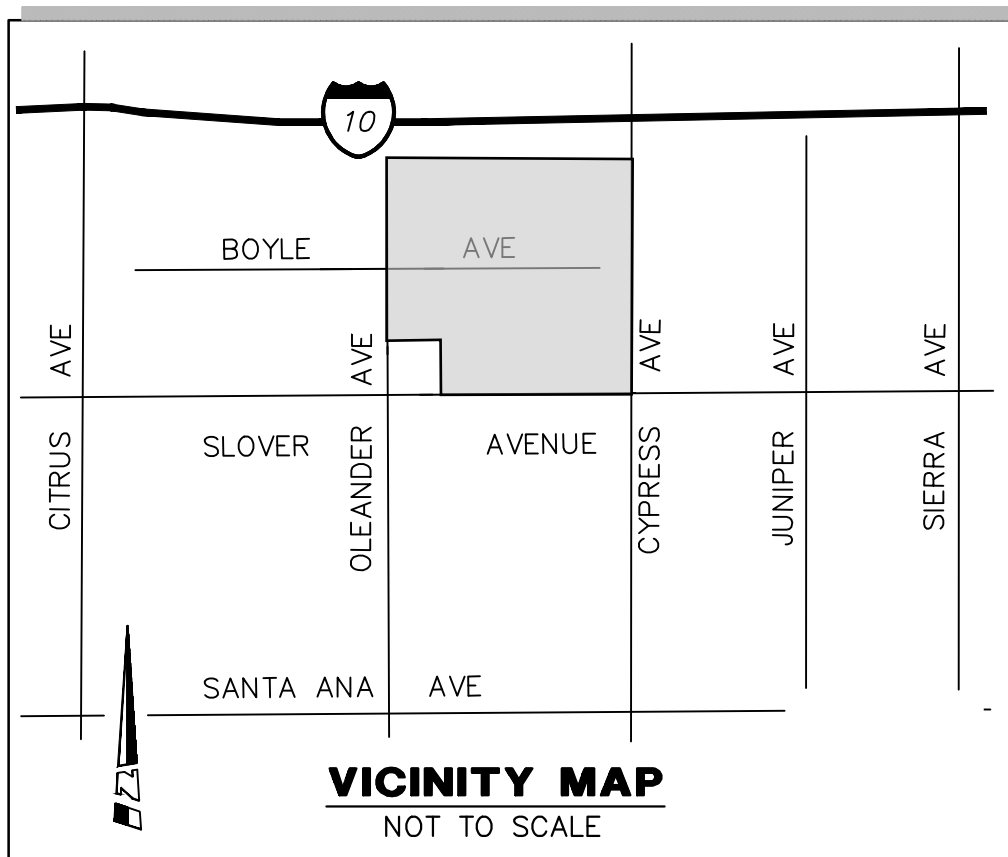 10
BOYLE AVE
CITRUS AVE
OLEANDER AVE
CYPRESS AVE
JUNIPER AVE
SIERRA AVE
SLOVER AVENUE
SANTA ANA AVE
N
VICINITY MAP
NOT TO SCALE